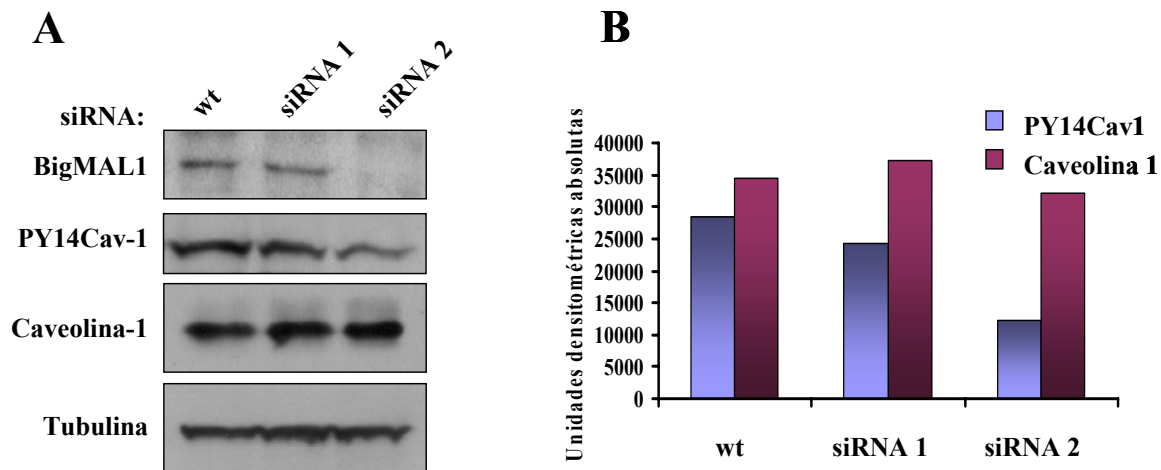 A
siRNA:
wt
siRNA 1
siRNA 2
BigMAL1
PY14Cav-1
Caveolina-1
Tubulina
B
PY14Cav1
Caveolina 1
Unidades densitométricas absolutas
40000
35000
30000
25000
20000
15000
10000
5000
0
wt
siRNA 1
siRNA 2